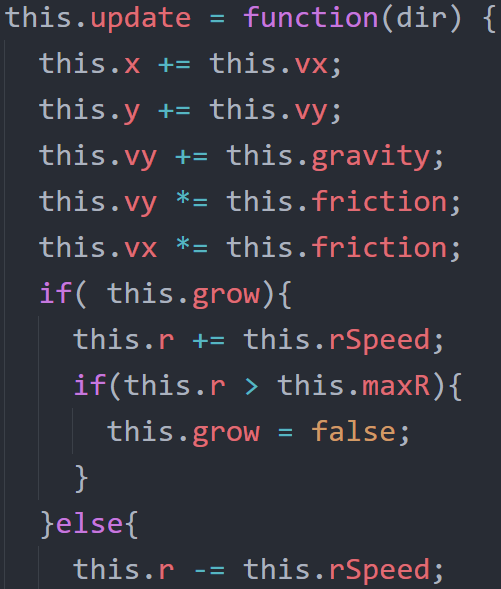 this.update = function(dir) {
this.x += this.vx;
this.y += this.vy;
this.vy += this.gravity;
this.vy *= this.friction;
this.vx *= this.friction;
if( this.grow){
this.r += this.rSpeed;
if(this.r > this.maxR){
this.grow = false;
}
}else{
this.r -= this.rSpeed;